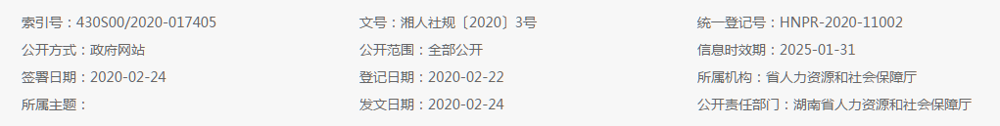 索引号：430S00/2020-017405 文号：湘人社规〔2020〕3号 统一登记号：HNPR-2020-11002
公开方式：政府网站 公开范围：全部公开 信息时效期：2025-01-31
签署日期：2020-02-24 登记日期：2020-02-22 所属机构：省人力资源和社会保障厅
所属主题： 发文日期：2020-02-24 公开责任部门：湖南省人力资源和社会保障厅